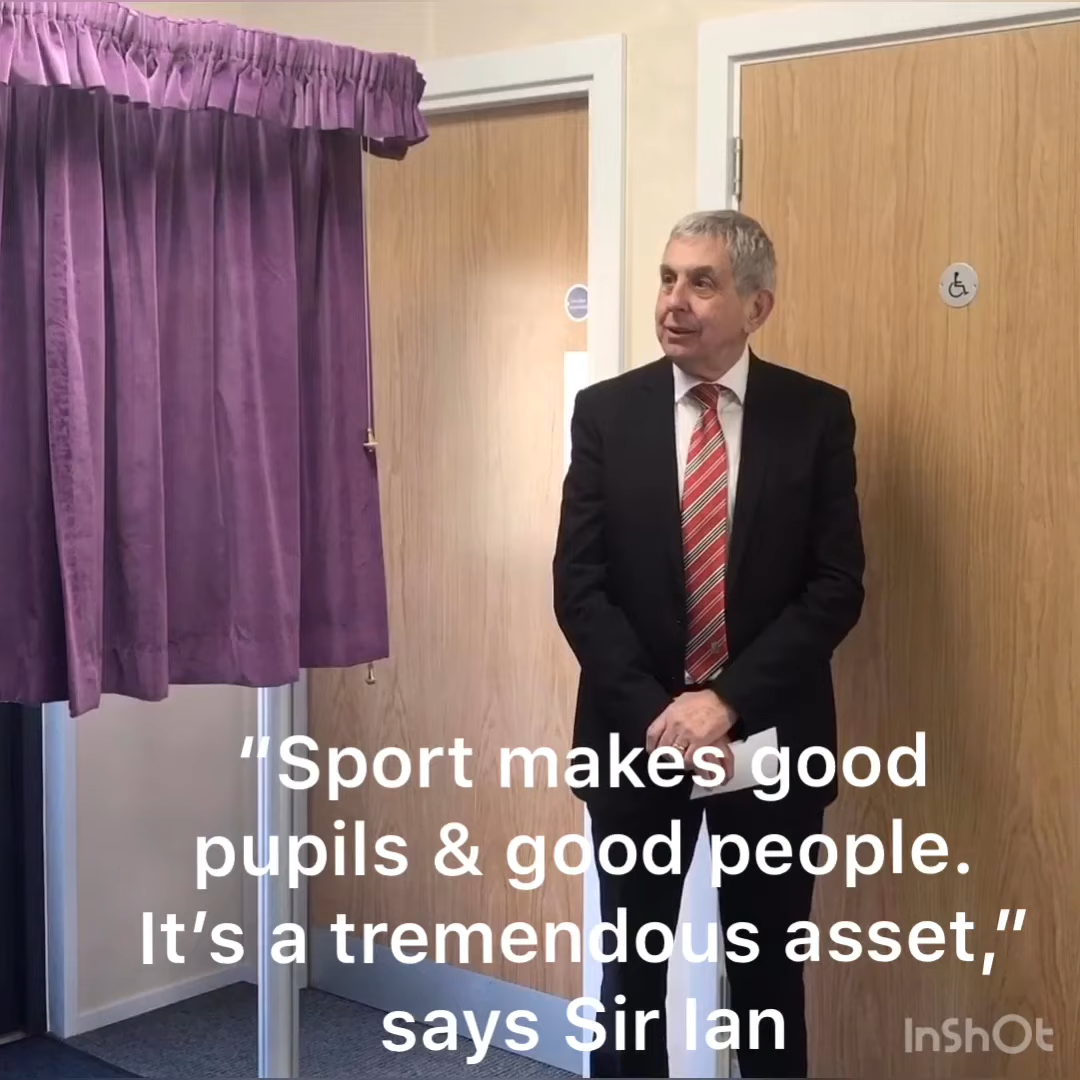 “Sport makes good
pupils & good people.
It’s a tremendous asset,”
says Sir Ian
InShOt